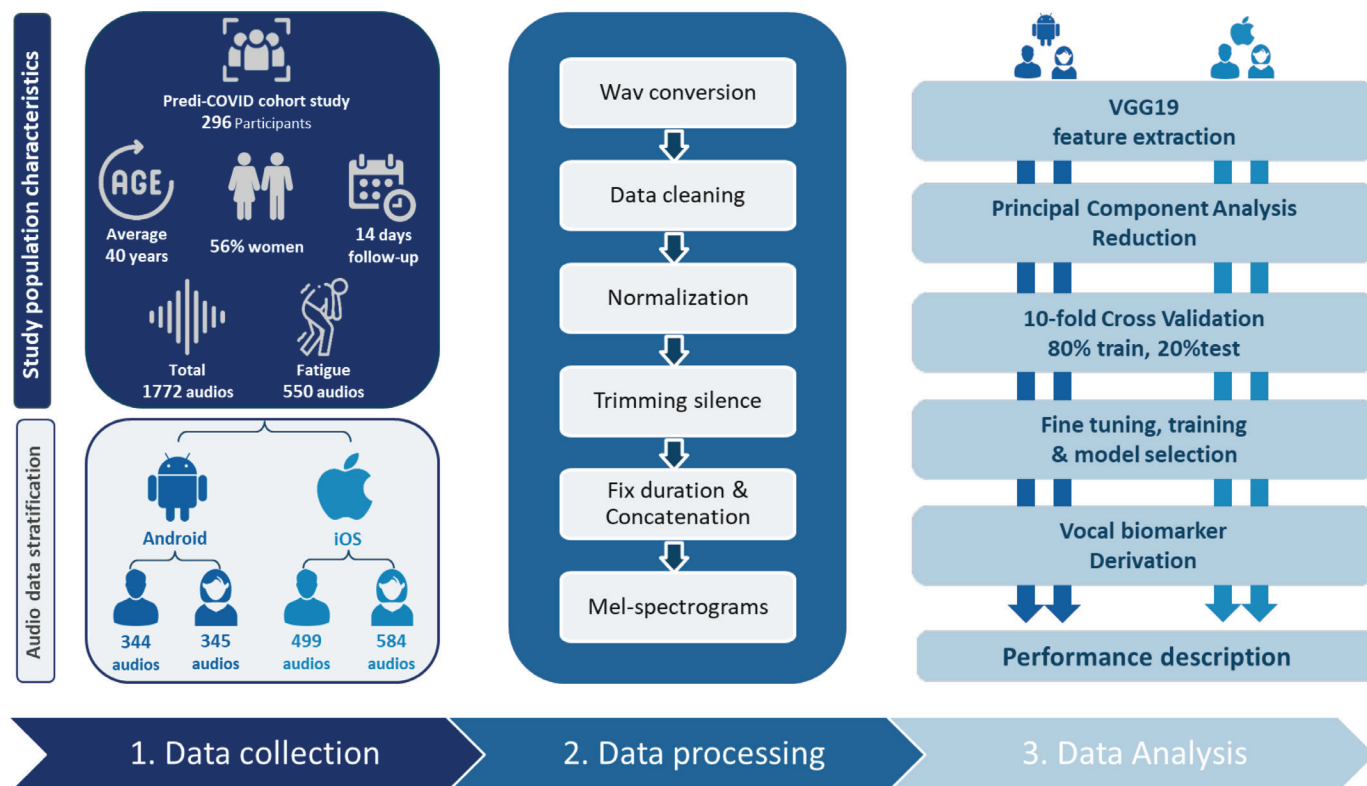 Study population characteristics
Predi-COVID cohort study
296 Participants
AGE
Average
40 years
56% women
14 days
follow-up
Total
1772 audios
Fatigue
550 audios
Audio data stratification
Android
iOS
344
audios
345
audios
499
audios
584
audios
Wav conversion
Data cleaning
Normalization
Trimming silence
Fix duration &
Concatenation
Mel-spectrograms
VGG19
feature extraction
Principal Component Analysis
Reduction
10-fold Cross Validation
80% train, 20%test
Fine tuning, training
& model selection
Vocal biomarker
Derivation
Performance description
1. Data collection
2. Data processing
3. Data Analysis